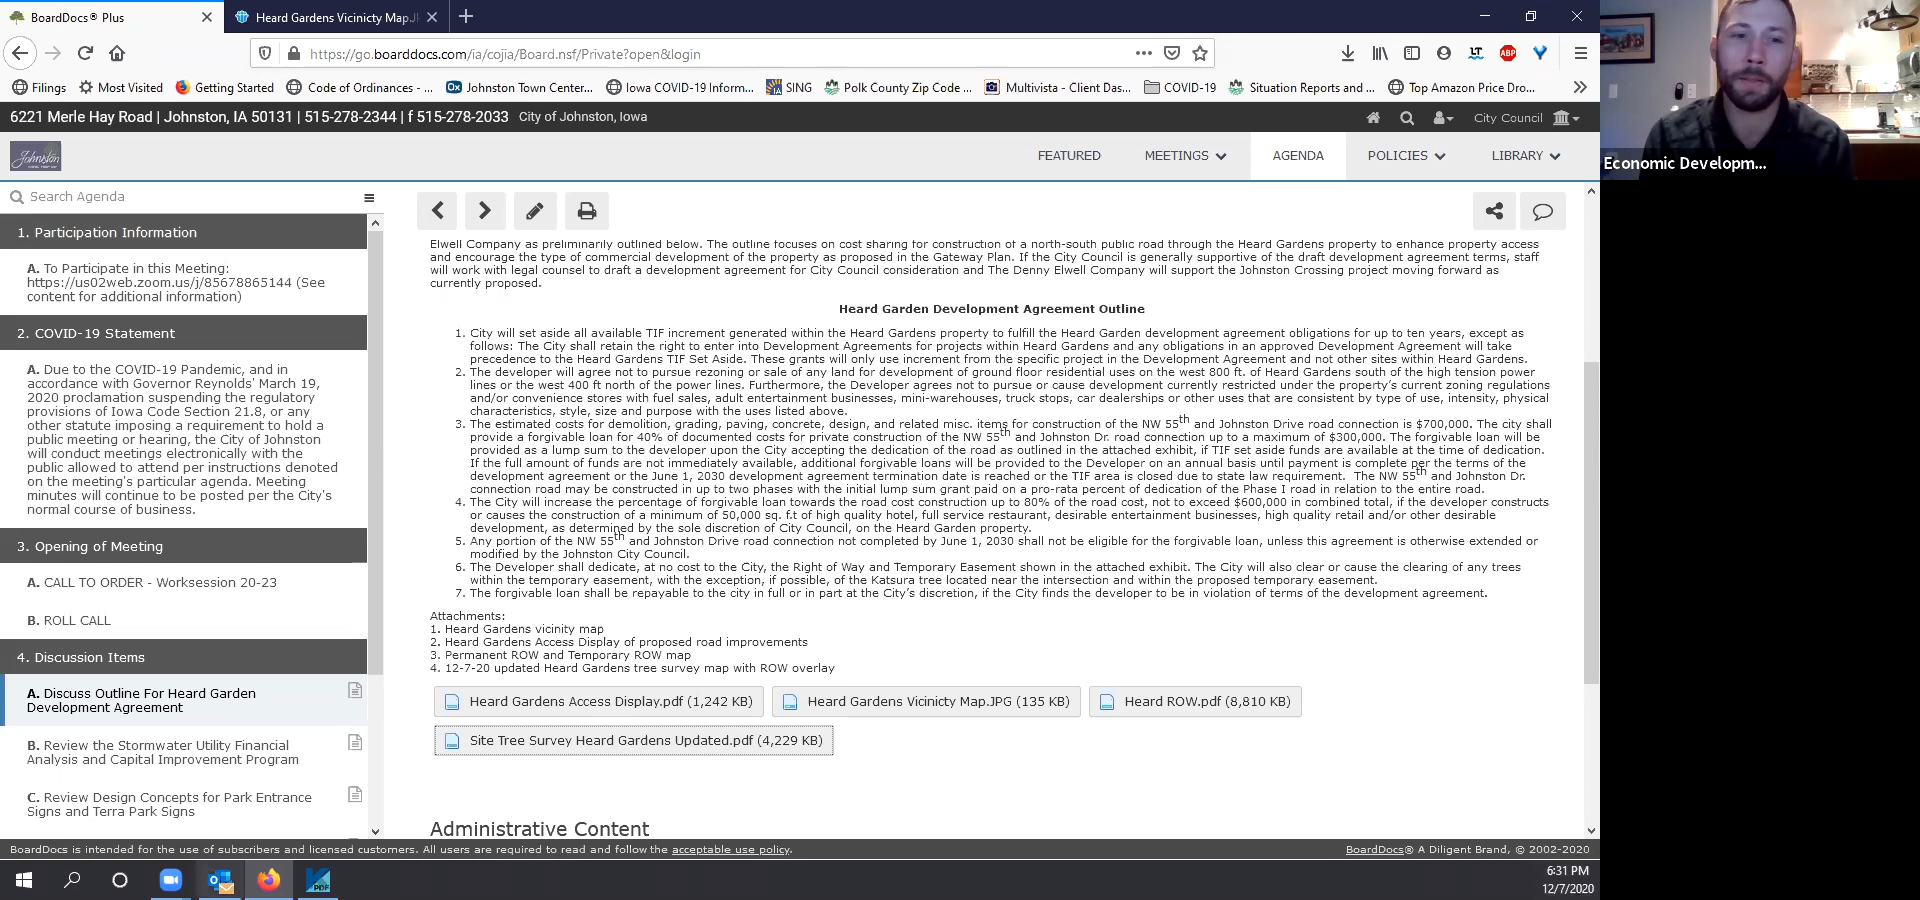 BoardDocs® Plus
Heard Gardens Vicinicty Map.J
https://go.boarddocs.com/ia/cojia/Board.nsf/Private?open&login
Filings Most Visited Getting Started Code of Ordinances - ... Johnston Town Center... Iowa COVID-19 Inform... SING Polk County Zip Code ... Multivista - Client Das... COVID-19 Situation Reports and ... Top Amazon Price Dro...
6221 Merle Hay Road | Johnston, IA 50131 | 515-278-2344 | f 515-278-2033 City of Johnston, Iowa
City Council
Johnston
FEATURED MEETINGS AGENDA POLICIES LIBRARY
Economic Developm...
Search Agenda
1. Participation Information
A. To Participate in this Meeting:
https://us02web.zoom.us/j/85678865144 (See
content for additional information)
2. COVID-19 Statement
A. Due to the COVID-19 Pandemic, and in
accordance with Governor Reynolds' March 19,
2020 proclamation suspending the regulatory
provisions of Iowa Code Section 21.8, or any
other statute imposing a requirement to hold a
public meeting or hearing, the City of Johnston
will conduct meetings electronically with the
public allowed to attend per instructions denoted
on the meeting's particular agenda. Meeting
minutes will continue to be posted per the City's
normal course of business.
3. Opening of Meeting
A. CALL TO ORDER - Worksession 20-23
B. ROLL CALL
4. Discussion Items
A. Discuss Outline For Heard Garden
Development Agreement
B. Review the Stormwater Utility Financial
Analysis and Capital Improvement Program
C. Review Design Concepts for Park Entrance
Signs and Terra Park Signs
Elwell Company as preliminarily outlined below. The outline focuses on cost sharing for construction of a north-south public road through the Heard Gardens property to enhance property access
and encourage the type of commercial development of the property as proposed in the Gateway Plan. If the City Council is generally supportive of the draft development agreement terms, staff
will work with legal counsel to draft a development agreement for City Council consideration and The Denny Elwell Company will support the Johnston Crossing project moving forward as
currently proposed.
Heard Garden Development Agreement Outline
1. City will set aside all available TIF increment generated within the Heard Gardens property to fulfill the Heard Garden development agreement obligations for up to ten years, except as
follows: The City shall retain the right to enter into Development Agreements for projects within Heard Gardens and any obligations in an approved Development Agreement will take
precedence to the Heard Gardens TIF Set Aside. These grants will only use increment from the specific project in the Development Agreement and not other sites within Heard Gardens.
2. The developer will agree not to pursue rezoning or sale of any land for development of ground floor residential uses on the west 800 ft. of Heard Gardens south of the high tension power
lines or the west 400 ft north of the power lines. Furthermore, the Developer agrees not to pursue or cause development currently restricted under the property's current zoning regulations
and/or convenience stores with fuel sales, adult entertainment businesses, mini-warehouses, truck stops, car dealerships or other uses that are consistent by type of use, intensity, physical
characteristics, style, size and purpose with the uses listed above.
3. The estimated costs for demolition, grading, paving, concrete, design, and related misc. items for construction of the NW 55th and Johnston Drive road connection is $700,000. The city shall
provide a forgivable loan for 40% of documented costs for private construction of the NW 55th and Johnston Dr. road connection up to a maximum of $300,000. The forgivable loan will be
provided as a lump sum to the developer upon the City accepting the dedication of the road as outlined in the attached exhibit, if TIF set aside funds are available at the time of dedication.
If the full amount of funds are not immediately available, additional forgivable loans will be provided to the Developer on an annual basis until payment is complete per the terms of the
development agreement or the June 1, 2030 development agreement termination date is reached or the TIF area is closed due to state law requirement. The NW 55th and Johnston Dr.
connection road may be constructed in up to two phases with the initial lump sum grant paid on a pro-rata percent of dedication of the Phase I road in relation to the entire road.
4. The City will increase the percentage of forgivable loan towards the road cost construction up to 80% of the road cost, not to exceed $600,000 in combined total, if the developer constructs
or causes the construction of a minimum of 50,000 sq. f.t of high quality hotel, full service restaurant, desirable entertainment businesses, high quality retail and/or other desirable
development, as determined by the sole discretion of City Council, on the Heard Garden property.
5. Any portion of the NW 55th and Johnston Drive road connection not completed by June 1, 2030 shall not be eligible for the forgivable loan, unless this agreement is otherwise extended or
modified by the Johnston City Council.
6. The Developer shall dedicate, at no cost to the City, the Right of Way and Temporary Easement shown in the attached exhibit. The City will also clear or cause the clearing of any trees
within the temporary easement, with the exception, if possible, of the Katsura tree located near the intersection and within the proposed temporary easement.
7. The forgivable loan shall be repayable to the city in full or in part at the City's discretion, if the City finds the developer to be in violation of terms of the development agreement.
Attachments:
1. Heard Gardens vicinity map
2. Heard Gardens Access Display of proposed road improvements
3. Permanent ROW and Temporary ROW map
4. 12-7-20 updated Heard Gardens tree survey map with ROW overlay
Heard Gardens Access Display.pdf (1,242 KB) Heard Gardens Vicinicty Map.JPG (135 KB) Heard ROW.pdf (8,810 KB)
Site Tree Survey Heard Gardens Updated.pdf (4,229 KB)
Administrative Content
BoardDocs is intended for the use of subscribers and licensed customers. All users are required to read and follow the acceptable use policy.
BoardDocs® A Diligent Brand, © 2002-2020
6:31 PM
12/7/2020